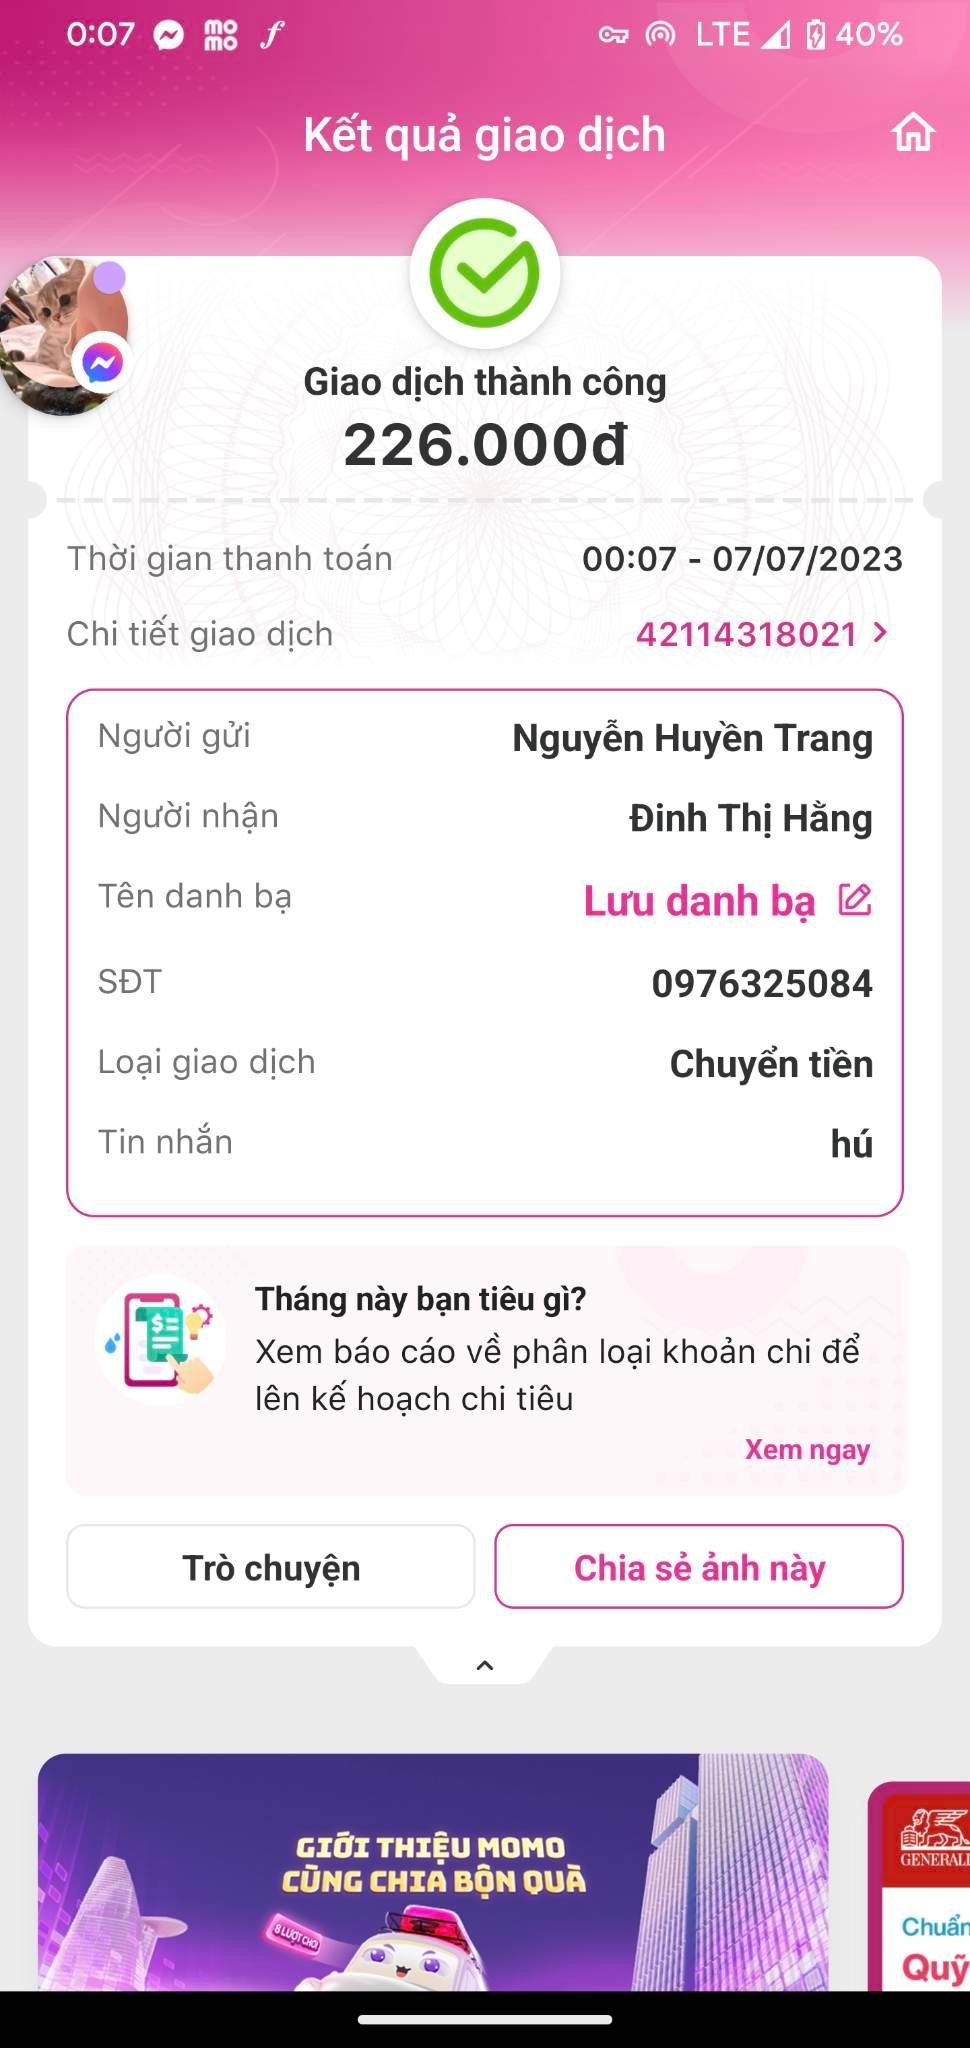 0:07 MO MO f LTE 40%
Kết quả giao dịch
Giao dịch thành công
226.000đ
Thời gian thanh toán 00:07 - 07/07/2023
Chi tiết giao dịch 42114318021
Người gửi Nguyễn Huyền Trang
Người nhận Đinh Thị Hằng
Tên danh bạ Lưu danh bạ
SĐT 0976325084
Loại giao dịch Chuyển tiền
Tin nhắn hú
Tháng này bạn tiêu gì?
Xem báo cáo về phân loại khoản chi để
lên kế hoạch chi tiêu
Xem ngay
Trò chuyện Chia sẻ ảnh này
GIỚI THIỆU MOMO
CÙNG CHIA BỘN QUÀ
8 LƯỢT CHƠI
GENERALI
Chuẩn
Quỹ